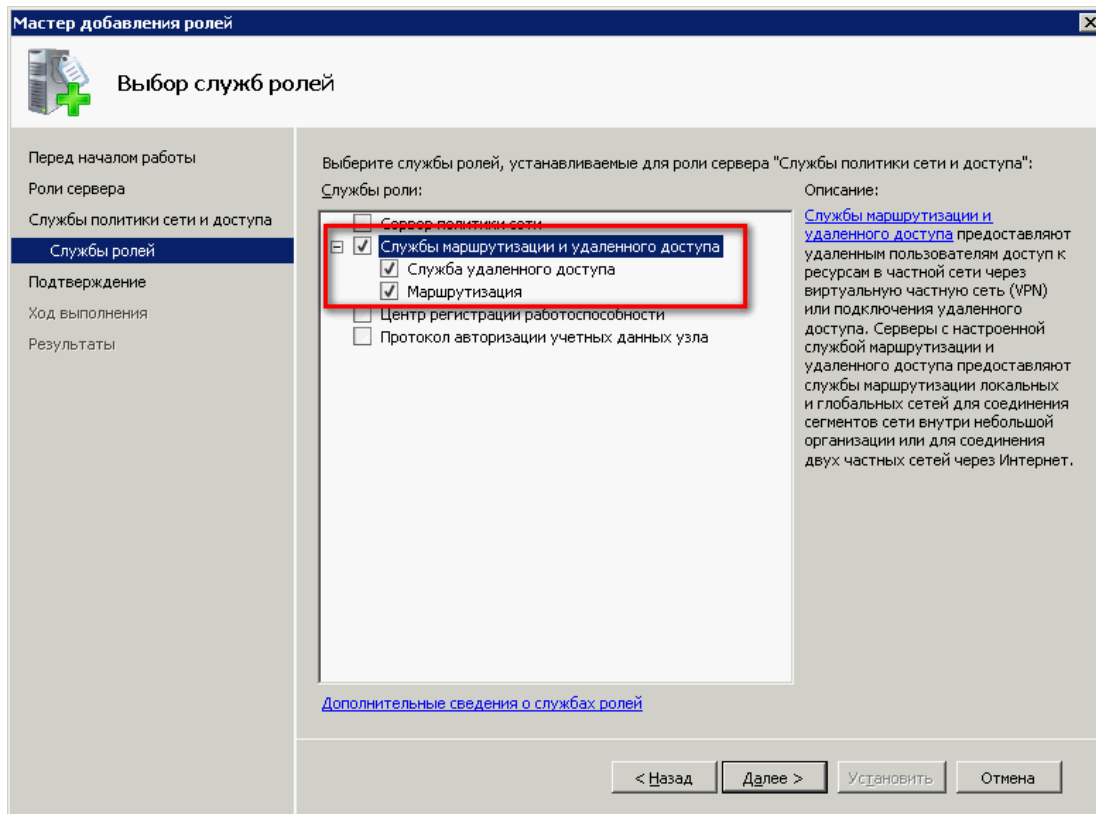 Мастер добавления ролей
Выбор служб ролей
Перед началом работы
Роли сервера
Службы политики сети и доступа
Службы ролей
Подтверждение
Ход выполнения
Результаты
Выберите службы ролей, устанавливаемые для роли сервера "Службы политики сети и доступа":
Службы роли:
Сервер политики сети
Службы маршрутизации и удаленного доступа
Служба удаленного доступа
Маршрутизация
Центр регистрации работоспособности
Протокол авторизации учетных данных узла
Дополнительные сведения о службах ролей
Описание:
Службы маршрутизации и
удаленного доступа предоставляют
удаленным пользователям доступ к
ресурсам в частной сети через
виртуальную частную сеть (VPN)
или подключения удаленного
доступа. Серверы с настроенной
службой маршрутизации и
удаленного доступа предоставляют
службы маршрутизации локальных
и глобальных сетей для соединения
сегментов сети внутри небольшой
организации или для соединения
двух частных сетей через Интернет.
< Назад
Далее >
Установить
Отмена